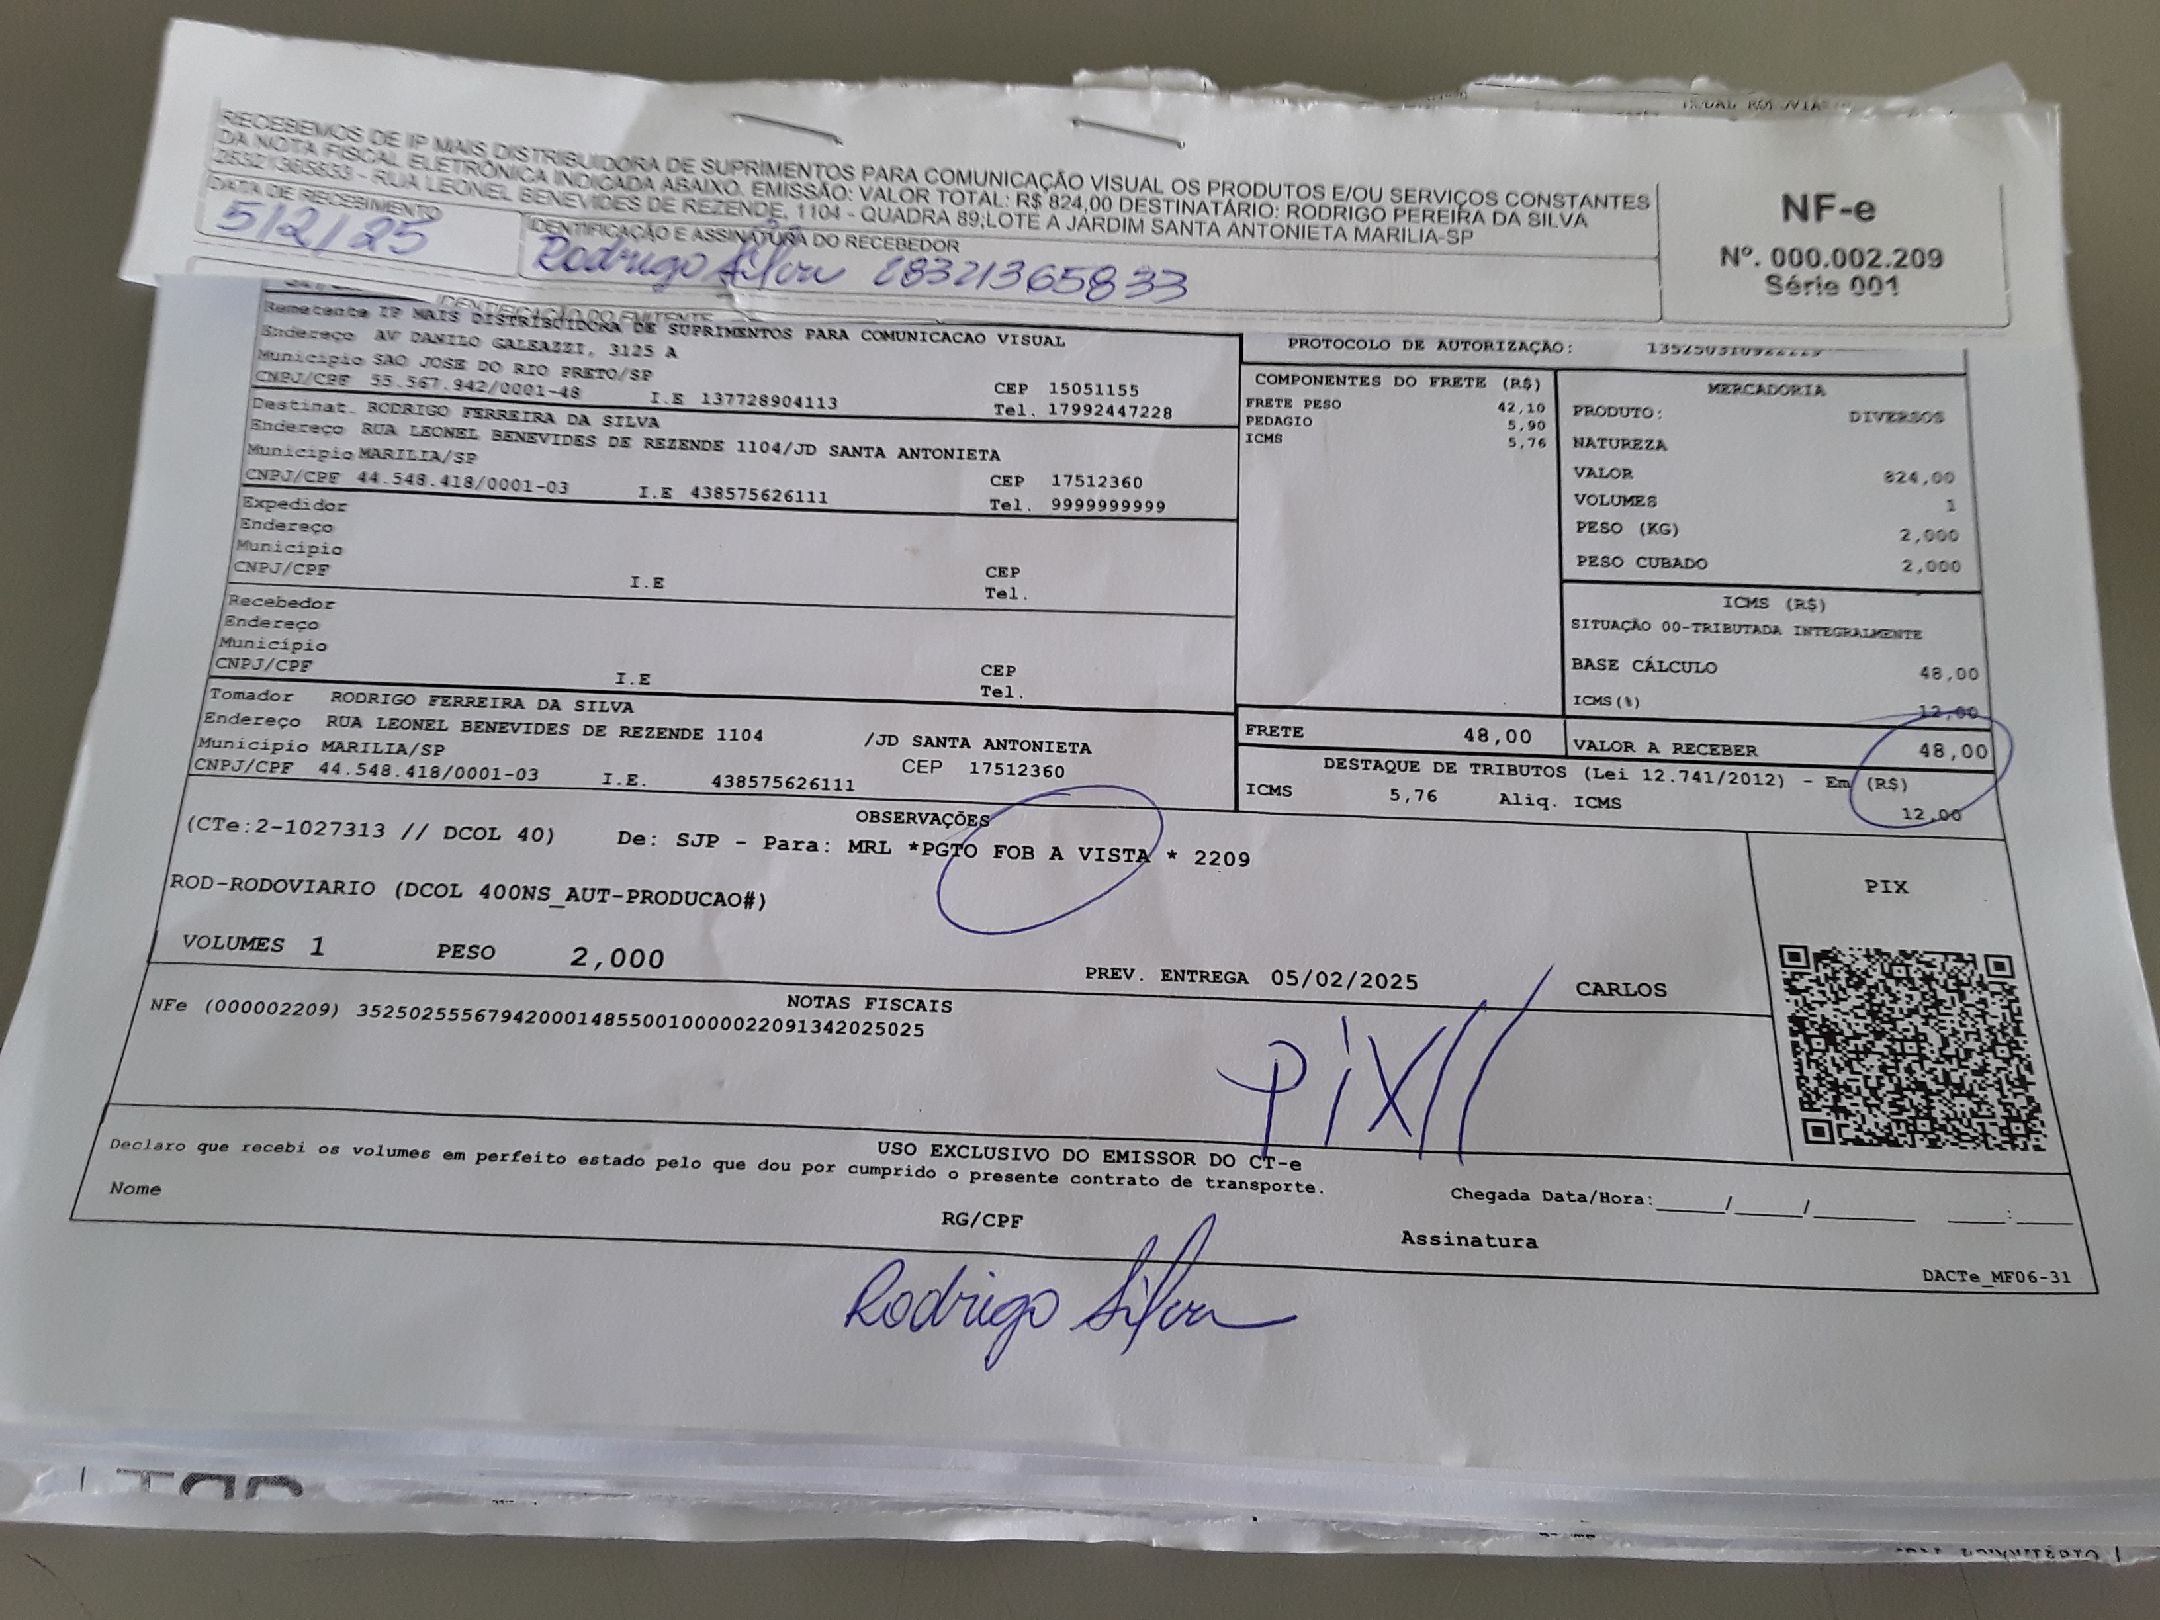 RECEBEMOS DE IP MAIS DISTRIBUIDORA DE SUPRIMENTOS PARA COMUNICAÇÃO VISUAL OS PRODUTOS E/OU SERVIÇOS CONSTANTES
DA NOTA FISCAL ELETRÔNICA INDICADA ABAIXO. EMISSÃO: VALOR TOTAL: R$ 824,00 DESTINATÁRIO: RODRIGO PEREIRA DA SILVA
28321365833 - RUA LEONEL BENEVIDES DE REZENDE, 1104 - QUADRA 89;LOTE A JARDIM SANTA ANTONIETA MARILIA-SP
NF-e
Nº. 000.002.209
Série 001
DATA DE RECEBIMENTO
5/2/25
IDENTIFICAÇÃO E ASSINATURA DO RECEBEDOR
Rodrigo Silva 28321365833
IDENTIFICAÇÃO DO EMITENTE
Remetente IP MAIS DISTRIBUIDORA DE SUPRIMENTOS PARA COMUNICACAO VISUAL
Endereço AV DANILO GALEAZZI, 3125 A
Municipio SAO JOSE DO RIO PRETO/SP CEP 15051155
CNPJ/CPF 55.567.942/0001-48 I.E 137728904113 Tel. 17992447228
Destinat. RODRIGO FERREIRA DA SILVA
Endereço RUA LEONEL BENEVIDES DE REZENDE 1104/JD SANTA ANTONIETA
Municipio MARILIA/SP CEP 17512360
CNPJ/CPF 44.548.418/0001-03 I.E 438575626111 Tel. 9999999999
Expedidor
Endereço
Município CEP
CNPJ/CPF I.E Tel.
Recebedor
Endereço
Município CEP
CNPJ/CPF I.E Tel.
Tomador RODRIGO FERREIRA DA SILVA
Endereço RUA LEONEL BENEVIDES DE REZENDE 1104 /JD SANTA ANTONIETA
Municipio MARILIA/SP CEP 17512360
CNPJ/CPF 44.548.418/0001-03 I.E. 438575626111
PROTOCOLO DE AUTORIZAÇÃO:
COMPONENTES DO FRETE (R$)
FRETE PESO 42,10
PEDAGIO 5,90
ICMS 5,76
MERCADORIA
PRODUTO: DIVERSOS
NATUREZA
VALOR 824,00
VOLUMES 1
PESO (KG) 2,000
PESO CUBADO 2,000
ICMS (R$)
SITUAÇÃO 00-TRIBUTADA INTEGRALMENTE
BASE CÁLCULO 48,00
ICMS(%) 12,00
FRETE 48,00 VALOR A RECEBER 48,00
DESTAQUE DE TRIBUTOS (Lei 12.741/2012) - Em (R$)
ICMS 5,76 Aliq. ICMS 12,00
OBSERVAÇÕES
(CTe:2-1027313 // DCOL 40) De: SJP - Para: MRL *PGTO FOB A VISTA * 2209
ROD-RODOVIARIO (DCOL 400NS_AUT-PRODUCAO#)
VOLUMES 1 PESO 2,000 PREV. ENTREGA 05/02/2025 CARLOS
PIX
NOTAS FISCAIS
NFe (000002209) 35250255567942000148550010000022091342025025
PIX//
USO EXCLUSIVO DO EMISSOR DO CT-e
Declaro que recebi os volumes em perfeito estado pelo que dou por cumprido o presente contrato de transporte.
Chegada Data/Hora:_____/_____/________ ____:____
Nome RG/CPF Assinatura
DACTe_MF06-31
Rodrigo Silva